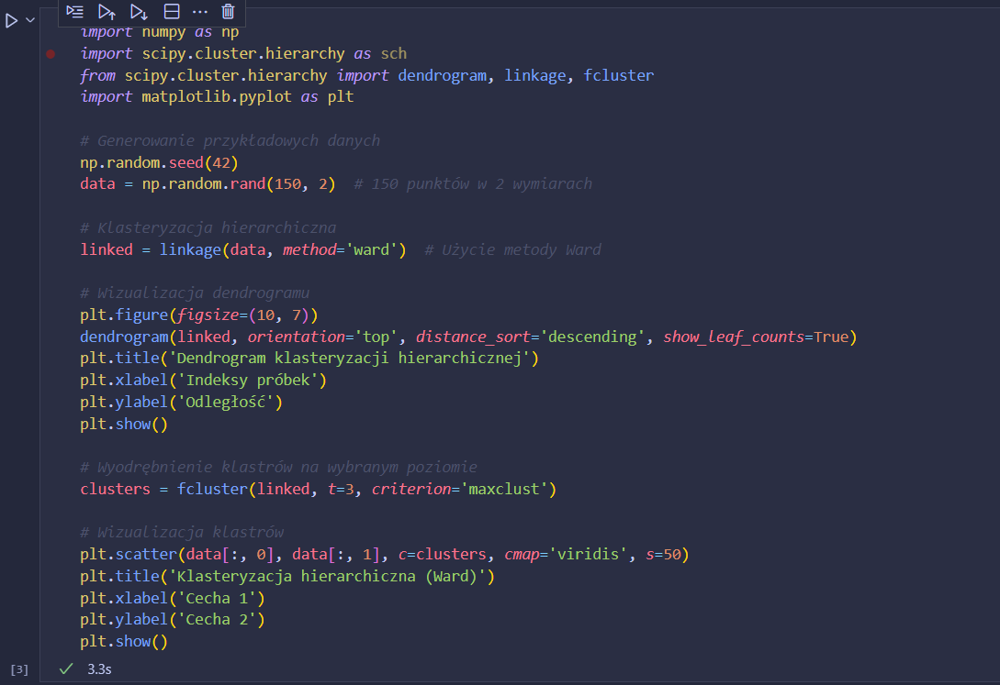 import numpy as np
import scipy.cluster.hierarchy as sch
from scipy.cluster.hierarchy import dendrogram, linkage, fcluster
import matplotlib.pyplot as plt
# Generowanie przykładowych danych
np.random.seed(42)
data = np.random.rand(150, 2)  # 150 punktów w 2 wymiarach
# Klasteryzacja hierarchiczna
linked = linkage(data, method='ward')  # Użycie metody Ward
# Wizualizacja dendrogramu
plt.figure(figsize=(10, 7))
dendrogram(linked, orientation='top', distance_sort='descending', show_leaf_counts=True)
plt.title('Dendrogram klasteryzacji hierarchicznej')
plt.xlabel('Indeksy próbek')
plt.ylabel('Odległość')
plt.show()
# Wyodrębnienie klastrów na wybranym poziomie
clusters = fcluster(linked, t=3, criterion='maxclust')
# Wizualizacja klastrów
plt.scatter(data[:, 0], data[:, 1], c=clusters, cmap='viridis', s=50)
plt.title('Klasteryzacja hierarchiczna (Ward)')
plt.xlabel('Cecha 1')
plt.ylabel('Cecha 2')
plt.show()
[3] 3.3s